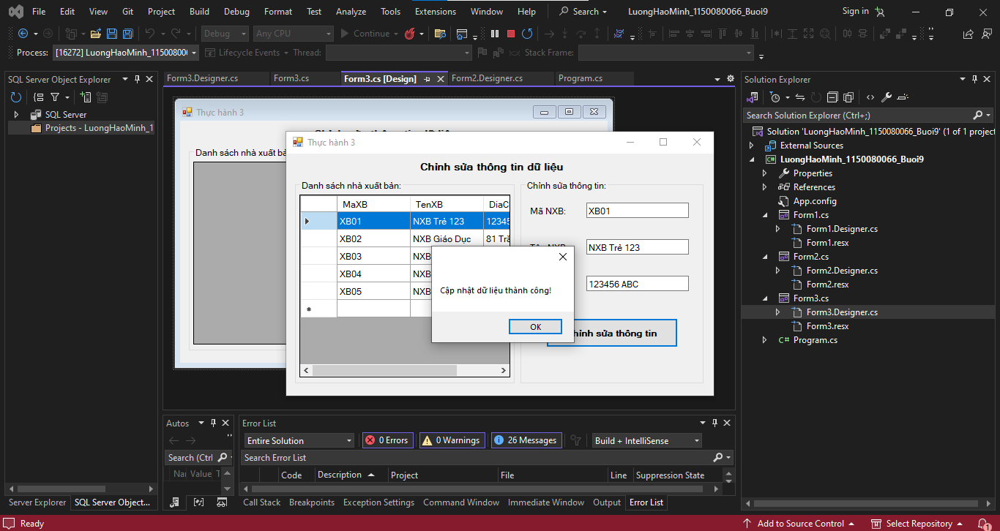 File Edit View Git Project Build Debug Format Test Analyze Tools Extensions Window Help Search LuongHaoMinh_1150080066_Buoi9 Sign in
Debug Any CPU Continue
Process: [16272] LuongHaoMinh_11500800 Lifecycle Events Thread: Stack Frame:
SQL Server Object Explorer
SQL Server
Projects - LuongHaoMinh_1
Server Explorer SQL Server Object...
Form3.Designer.cs Form3.cs Form3.cs [Design] Form2.Designer.cs Program.cs
Thực hành 3
Danh sách nhà xuất bả
Thực hành 3
Chỉnh sửa thông tin dữ liệu
Danh sách nhà xuất bản:
MaXB TenXB DiaC
XB01 NXB Trẻ 123 12345
XB02 NXB Giáo Dục 81 Trầ
XB03 NXB
XB04 NXB
XB05 NXB
Chỉnh sửa thông tin:
Mã NXB: XB01
NXB Trẻ 123
123456 ABC
hỉnh sửa thông tin
Cập nhật dữ liệu thành công!
OK
Autos
Search (Ctrl
Na Value T
Error List
Entire Solution 0 Errors 0 Warnings 26 Messages Build + IntelliSense
Search Error List
Code Description Project File Line Suppression State
Call Stack Breakpoints Exception Settings Command Window Immediate Window Output Error List
Solution Explorer
Search Solution Explorer (Ctrl+;)
Solution 'LuongHaoMinh_1150080066_Buoi9' (1 of 1 project
External Sources
LuongHaoMinh_1150080066_Buoi9
Properties
References
App.config
Form1.cs
Form1.Designer.cs
Form1.resx
Form2.cs
Form2.Designer.cs
Form2.resx
Form3.cs
Form3.Designer.cs
Form3.resx
C# Program.cs
Ready Add to Source Control Select Repository 1